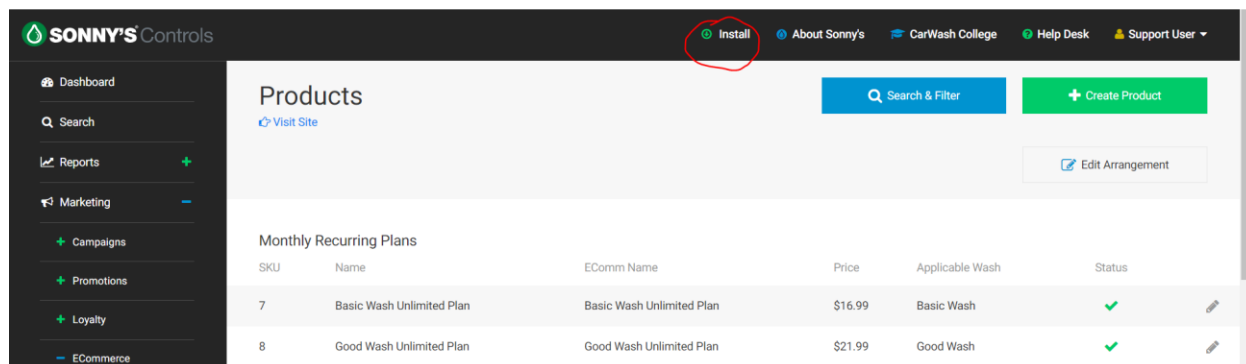 SONNY'S Controls
Install
About Sonny's
CarWash College
Help Desk
Support User
Dashboard
Search
Reports
Marketing
Campaigns
Promotions
Loyalty
ECommerce
Products
Visit Site
Search & Filter
Create Product
Edit Arrangement
Monthly Recurring Plans
SKU Name EComm Name Price Applicable Wash Status
7 Basic Wash Unlimited Plan Basic Wash Unlimited Plan $16.99 Basic Wash
8 Good Wash Unlimited Plan Good Wash Unlimited Plan $21.99 Good Wash